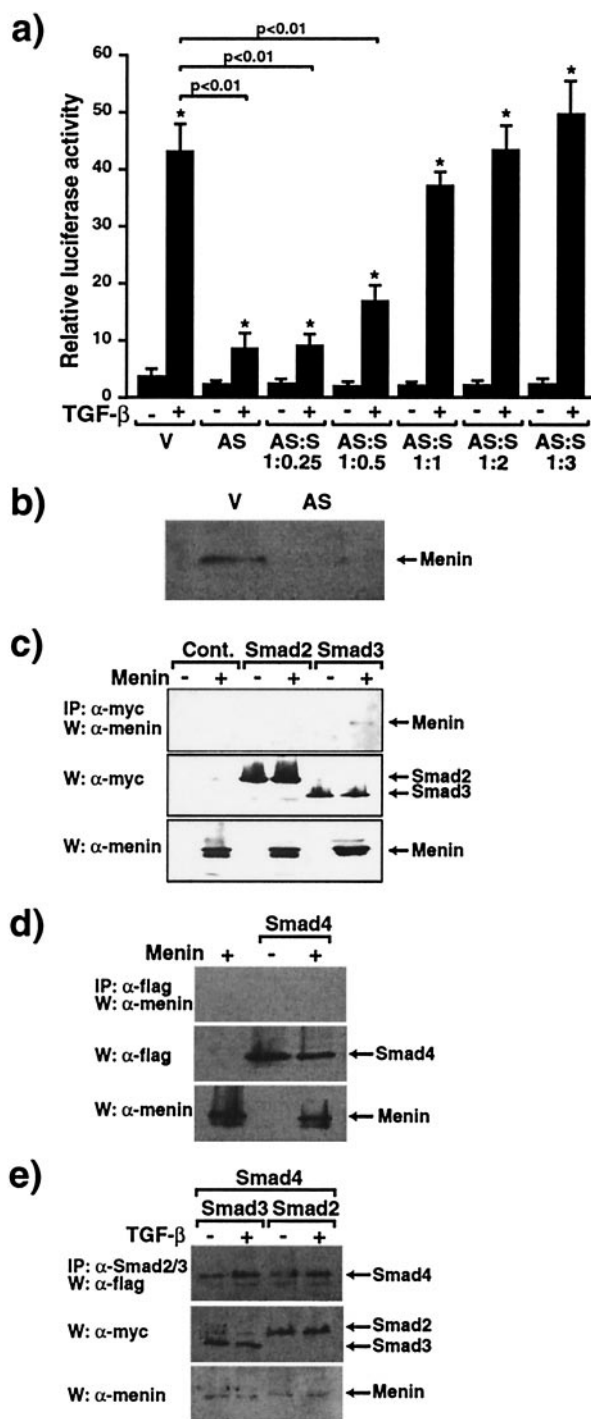 a)
p<0.01
p<0.01
p<0.01
Relative luciferase activity
60
50
40
30
20
10
0
* * * * * * *
TGF-β - + - + - + - + - + - + - +
V AS AS:S AS:S AS:S AS:S AS:S
1:0.25 1:0.5 1:1 1:2 1:3
b)
V AS
Menin
c)
Cont. Smad2 Smad3
Menin - + - + - +
IP: α-myc
W: α-menin
Menin
W: α-myc
Smad2
Smad3
W: α-menin
Menin
d)
Smad4
Menin + - +
IP: α-flag
W: α-menin
W: α-flag
Smad4
W: α-menin
Menin
e)
Smad4
Smad3 Smad2
TGF-β - + - +
IP: α-Smad2/3
W: α-flag
Smad4
W: α-myc
Smad2
Smad3
W: α-menin
Menin